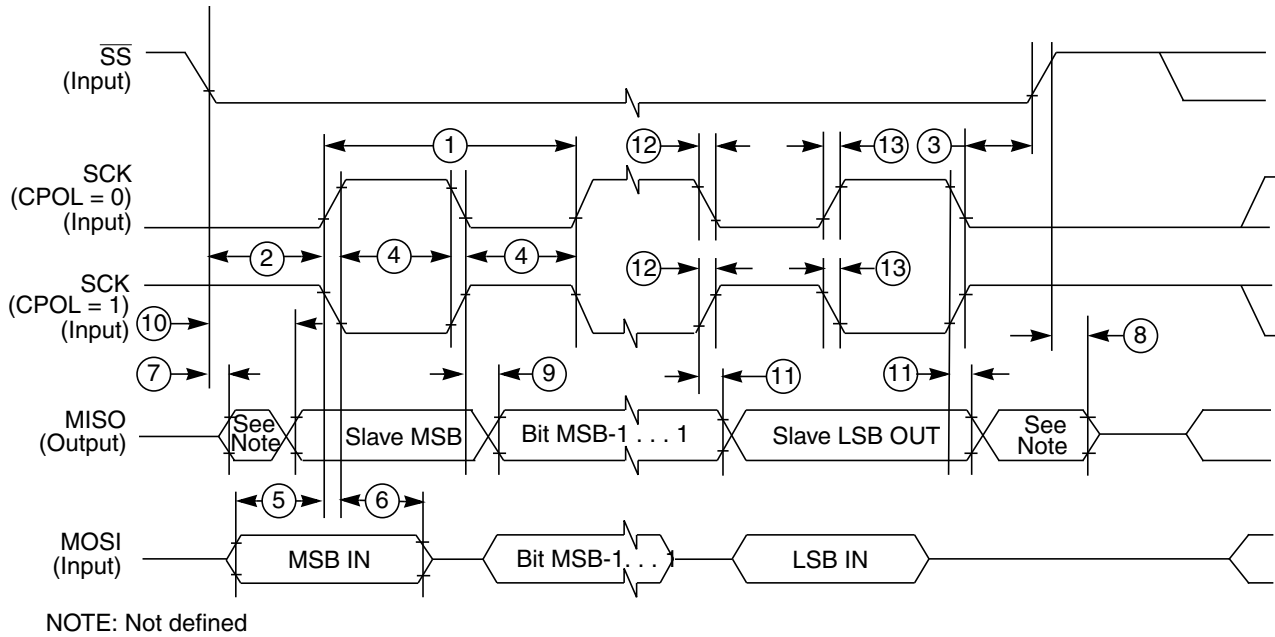 SS
(Input)
1
12
13
3
SCK
(CPOL = 0)
(Input)
2
4
4
12
13
SCK
(CPOL = 1)
(Input)
10
8
7
9
11
11
MISO
(Output)
See
Note
Slave MSB
Bit MSB-1 . . . 1
Slave LSB OUT
See
Note
5
6
MOSI
(Input)
MSB IN
Bit MSB-1. . . 1
LSB IN
NOTE: Not defined